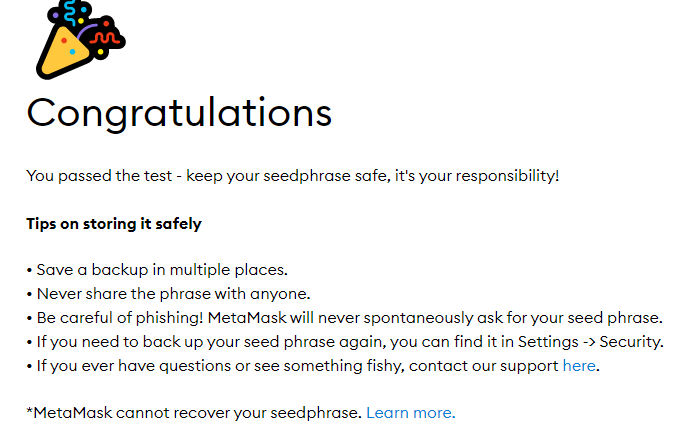 Congratulations
You passed the test - keep your seedphrase safe, it's your responsibility!
Tips on storing it safely
• Save a backup in multiple places.
• Never share the phrase with anyone.
• Be careful of phishing! MetaMask will never spontaneously ask for your seed phrase.
• If you need to back up your seed phrase again, you can find it in Settings -> Security.
• If you ever have questions or see something fishy, contact our support here.
*MetaMask cannot recover your seedphrase. Learn more.